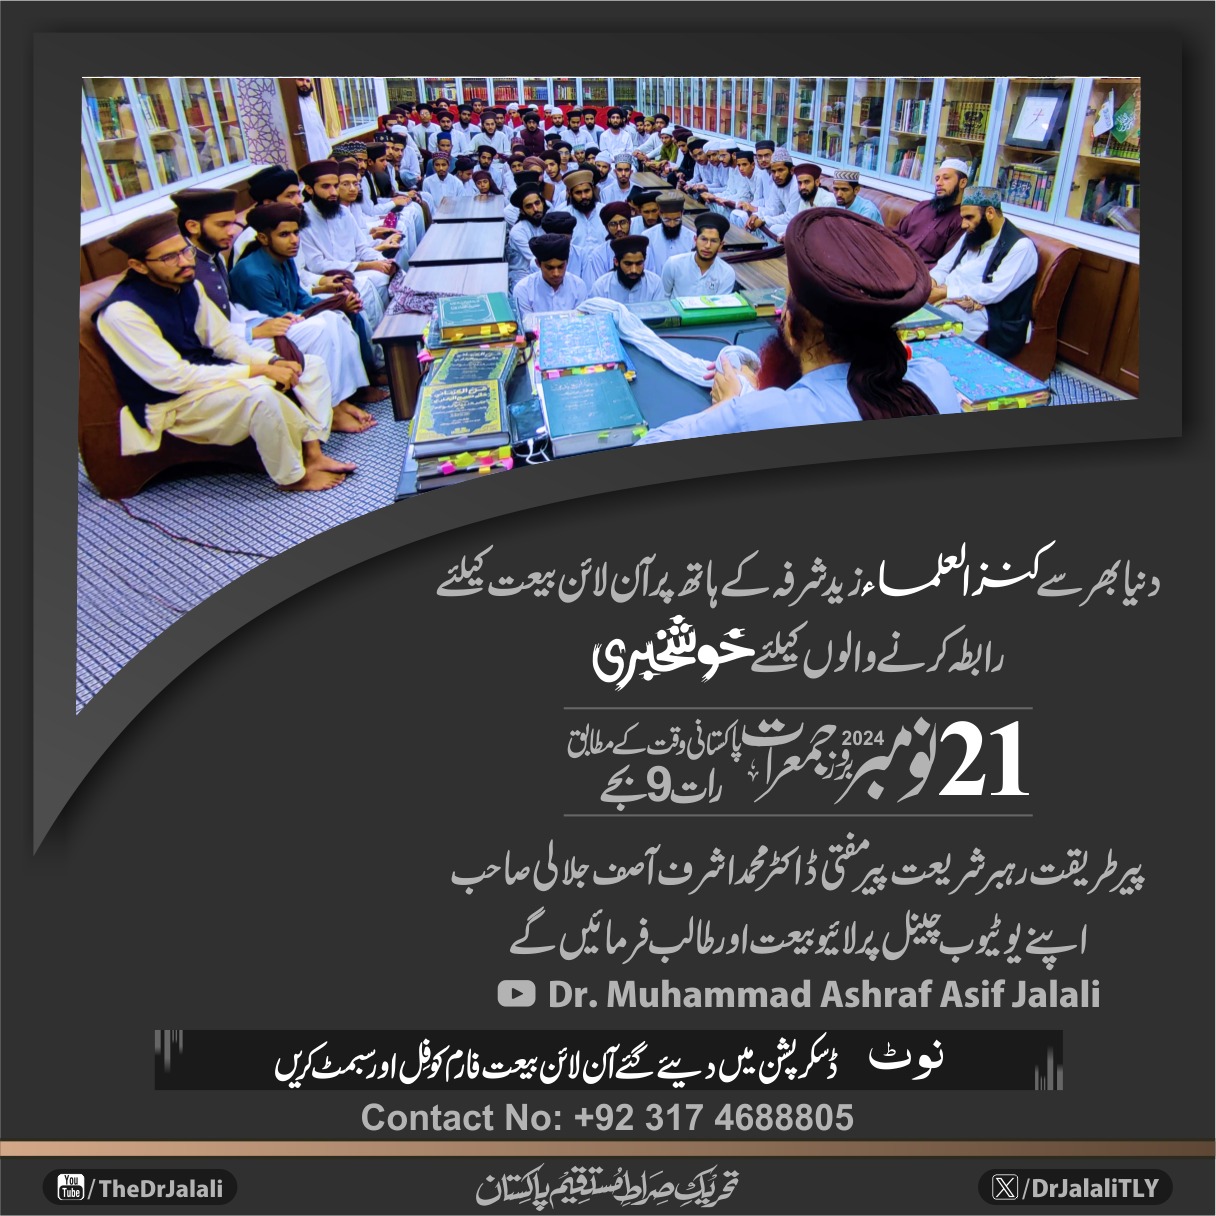 دنیا بھر سے کنزالعلماء زید شرفہ کے ہاتھ پر آن لائن بیعت کیلئے
رابطہ کرنے والوں کیلئے خوشخبری
21 نومبر 2024 بروز جمعرات پاکستانی وقت کے مطابق
رات 9 بجے
پیر طریقت رہبر شریعت پیر مفتی ڈاکٹر محمد اشرف آصف جلالی صاحب
اپنے یوٹیوب چینل پر لائیو بیعت اور طالب فرمائیں گے
Dr. Muhammad Ashraf Asif Jalali
نوٹ ڈسکرپشن میں دیئے گئے آن لائن بیعت فارم کو فِل اور سبمٹ کریں
Contact No: +92 317 4688805
You Tube /TheDrJalali
تحریک صراط مستقیم پاکستان
X /DrJalaliTLY